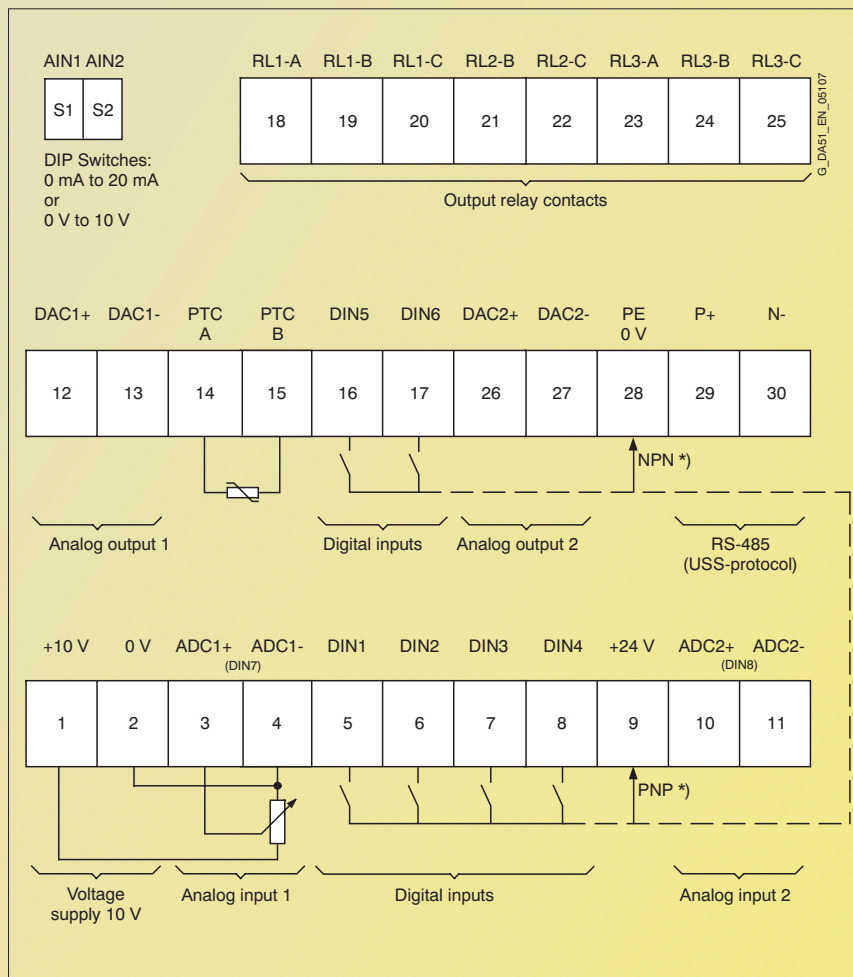 AIN1 AIN2
S1 S2
DIP Switches:
0 mA to 20 mA
or
0 V to 10 V
RL1-A RL1-B RL1-C RL2-B RL2-C RL3-A RL3-B RL3-C
18 19 20 21 22 23 24 25
Output relay contacts
G_DA51_EN_05107
DAC1+ DAC1- PTC A PTC B DIN5 DIN6 DAC2+ DAC2- PE 0 V P+ N-
12 13 14 15 16 17 26 27 28 29 30
NPN *)
Analog output 1
Digital inputs
Analog output 2
RS-485
(USS-protocol)
+10 V 0 V ADC1+ ADC1- DIN1 DIN2 DIN3 DIN4 +24 V ADC2+ ADC2-
(DIN7) (DIN8)
1 2 3 4 5 6 7 8 9 10 11
PNP *)
Voltage
supply 10 V
Analog input 1
Digital inputs
Analog input 2